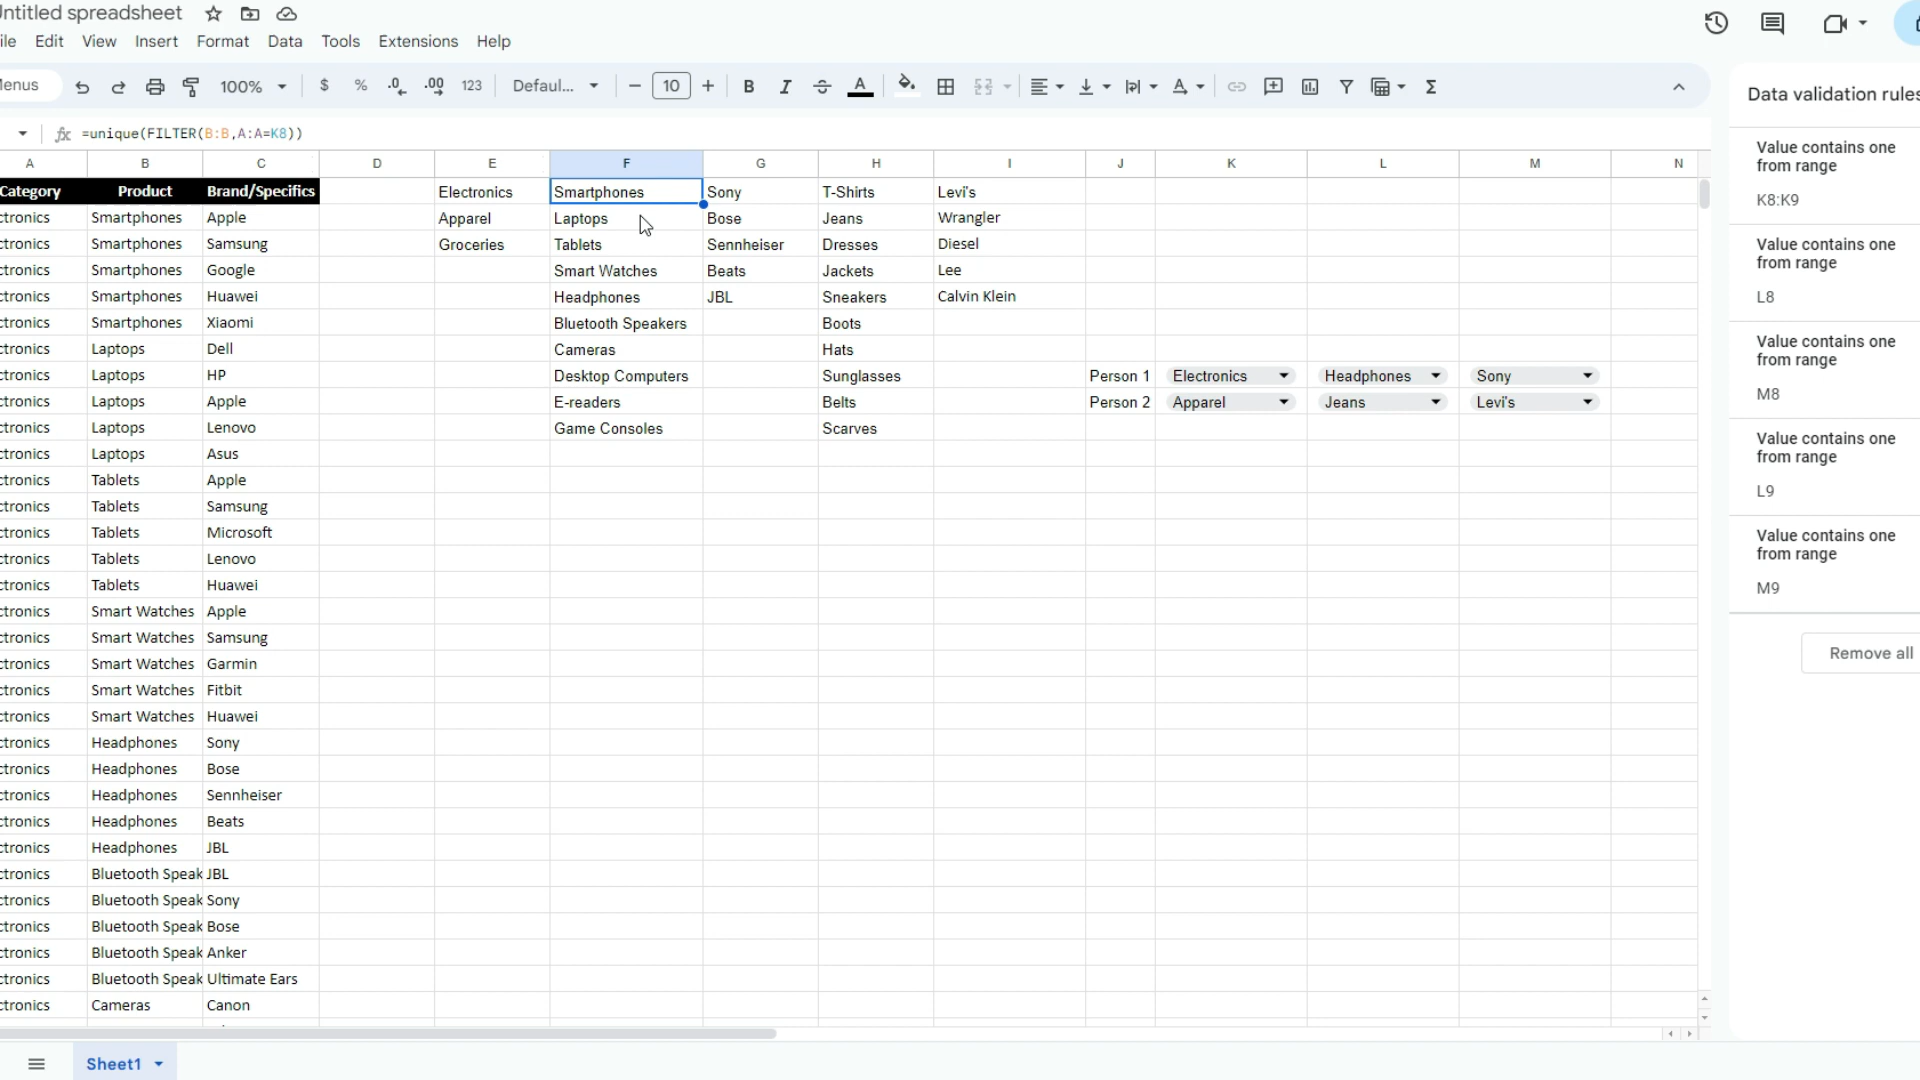 Untitled spreadsheet
File Edit View Insert Format Data Tools Extensions Help
Menus 100% $ % .0 .00 123 Defaul... − 10 + B I A A Σ
fx =unique(FILTER(B:B,A:A=K8))
A B C D E F G H I J K L M N
Category Product Brand/Specifics Electronics Smartphones Sony T-Shirts Levi's
ctronics Smartphones Apple Apparel Laptops Bose Jeans Wrangler
ctronics Smartphones Samsung Groceries Tablets Sennheiser Dresses Diesel
ctronics Smartphones Google Smart Watches Beats Jackets Lee
ctronics Smartphones Huawei Headphones JBL Sneakers Calvin Klein
ctronics Smartphones Xiaomi Bluetooth Speakers Boots
ctronics Laptops Dell Cameras Hats
ctronics Laptops HP Desktop Computers Sunglasses Person 1 Electronics Headphones Sony
ctronics Laptops Apple E-readers Belts Person 2 Apparel Jeans Levi's
ctronics Laptops Lenovo Game Consoles Scarves
ctronics Laptops Asus
ctronics Tablets Apple
ctronics Tablets Samsung
ctronics Tablets Microsoft
ctronics Tablets Lenovo
ctronics Tablets Huawei
ctronics Smart Watches Apple
ctronics Smart Watches Samsung
ctronics Smart Watches Garmin
ctronics Smart Watches Fitbit
ctronics Smart Watches Huawei
ctronics Headphones Sony
ctronics Headphones Bose
ctronics Headphones Sennheiser
ctronics Headphones Beats
ctronics Headphones JBL
ctronics Bluetooth Speak JBL
ctronics Bluetooth Speak Sony
ctronics Bluetooth Speak Bose
ctronics Bluetooth Speak Anker
ctronics Bluetooth Speak Ultimate Ears
ctronics Cameras Canon
Sheet1
Data validation rules
Value contains one
from range
K8:K9
Value contains one
from range
L8
Value contains one
from range
M8
Value contains one
from range
L9
Value contains one
from range
M9
Remove all